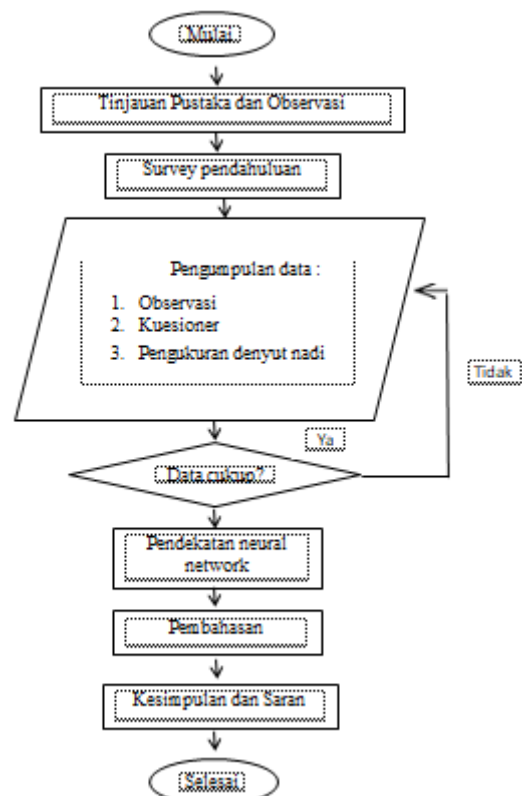 Mulai
Tinjauan Pustaka dan Observasi
Survey pendahuluan
Pengumpulan data :
1. Observasi
2. Kuesioner
3. Pengukuran denyut nadi
Tidak
Ya
Data cukup?
Pendekatan neural
network
Pembahasan
Kesimpulan dan Saran
Selesai